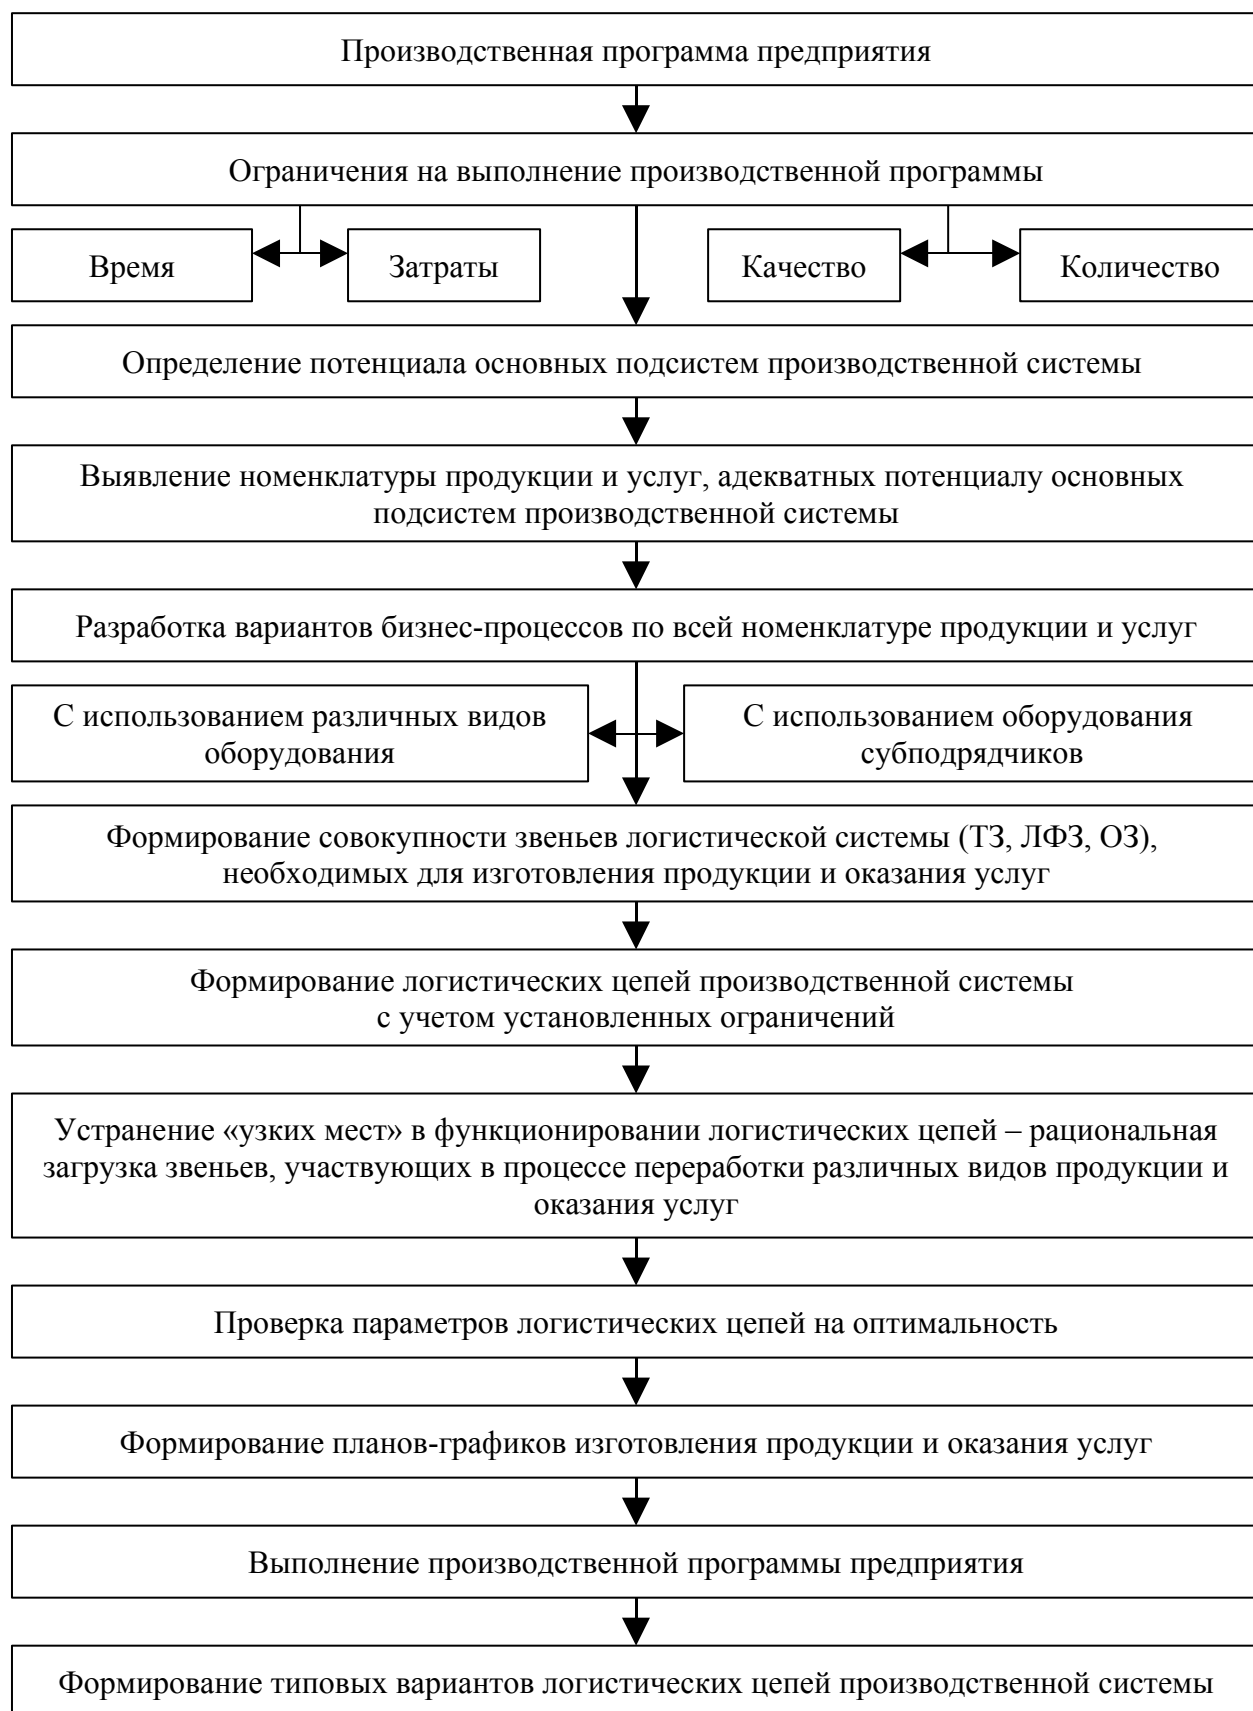 Производственная программа предприятия
Ограничения на выполнение производственной программы
Время
Затраты
Качество
Количество
Определение потенциала основных подсистем производственной системы
Выявление номенклатуры продукции и услуг, адекватных потенциалу основных
подсистем производственной системы
Разработка вариантов бизнес-процессов по всей номенклатуре продукции и услуг
С использованием различных видов
оборудования
С использованием оборудования
субподрядчиков
Формирование совокупности звеньев логистической системы (ТЗ, ЛФЗ, ОЗ),
необходимых для изготовления продукции и оказания услуг
Формирование логистических цепей производственной системы
с учетом установленных ограничений
Устранение «узких мест» в функционировании логистических цепей – рациональная
загрузка звеньев, участвующих в процессе переработки различных видов продукции и
оказания услуг
Проверка параметров логистических цепей на оптимальность
Формирование планов-графиков изготовления продукции и оказания услуг
Выполнение производственной программы предприятия
Формирование типовых вариантов логистических цепей производственной системы